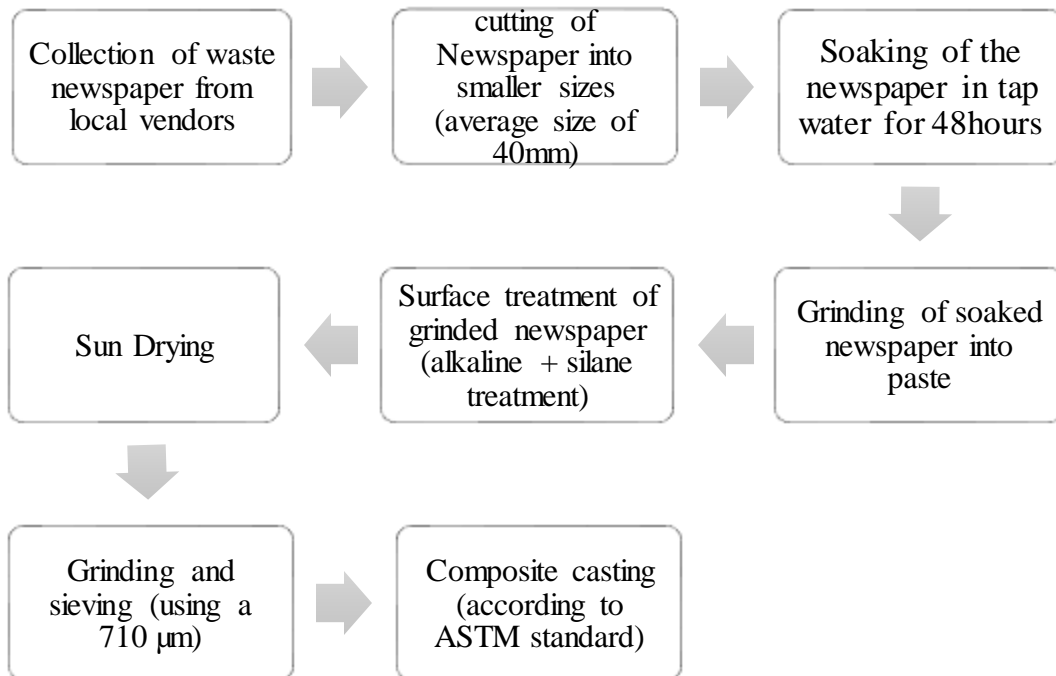 Collection of waste
newspaper from
local vendors
cutting of
Newspaper into
smaller sizes
(average size of
40mm)
Soaking of the
newspaper in tap
water for 48hours
Grinding of soaked
newspaper into
paste
Surface treatment of
grinded newspaper
(alkaline + silane
treatment)
Sun Drying
Grinding and
sieving (using a
710 µm)
Composite casting
(according to
ASTM standard)